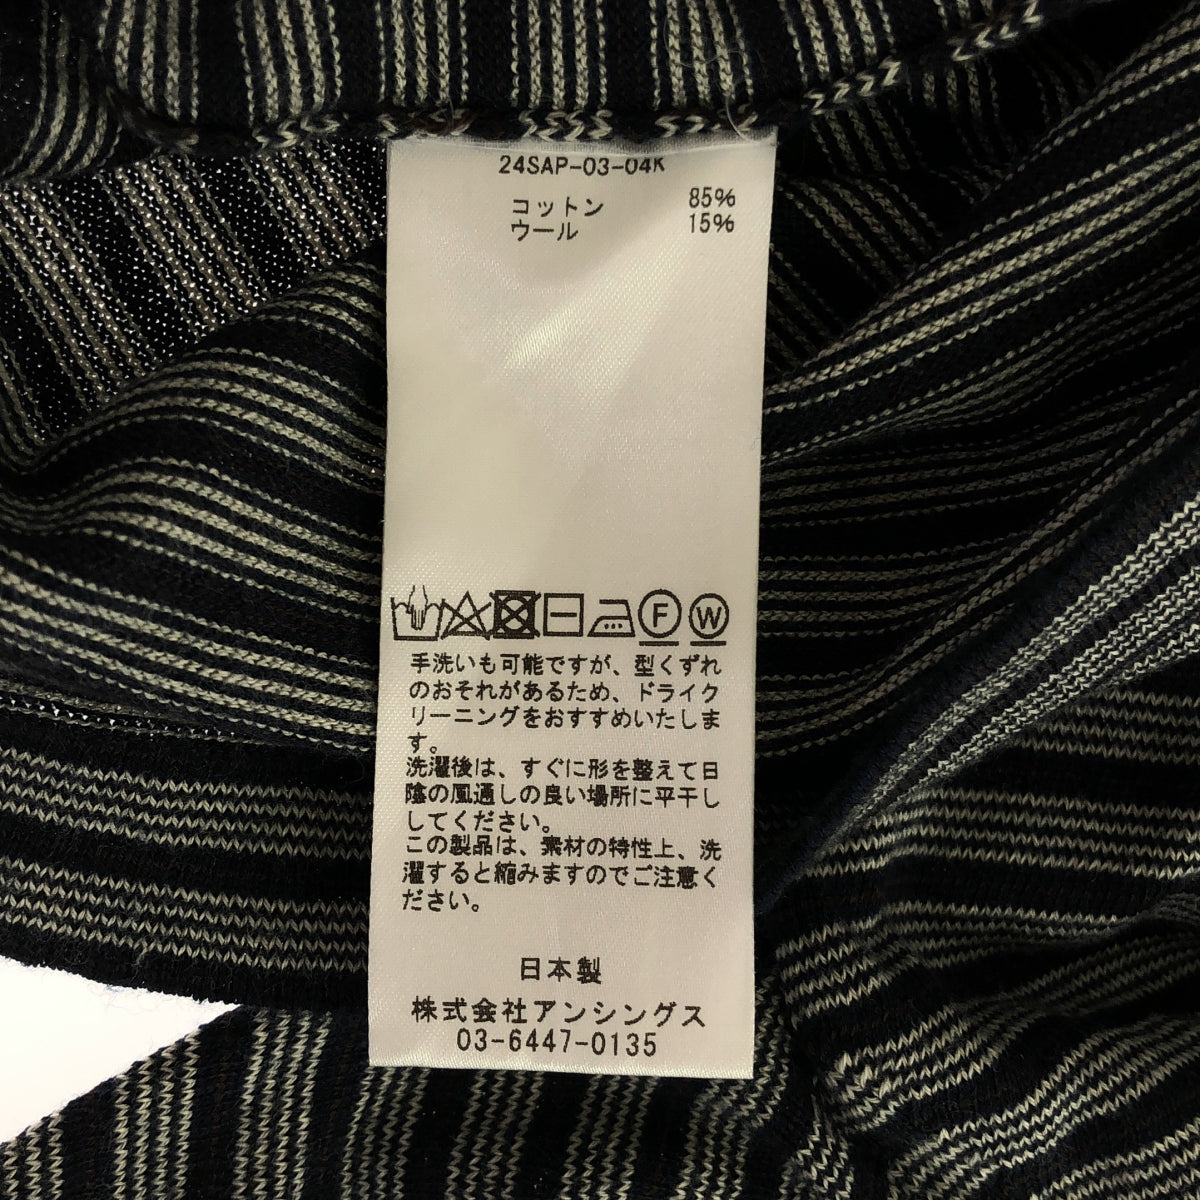 24SAP-03-04K
コットン 85%
ウール 15%
F W
手洗いも可能ですが、型くずれ
のおそれがあるため、ドライク
リーニングをおすすめいたしま
す。
洗濯後は、すぐに形を整えて日
陰の風通しの良い場所に平干し
してください。
この製品は、素材の特性上、洗
濯すると縮みますのでご注意く
ださい。
日本製
株式会社アンシングス
03-6447-0135